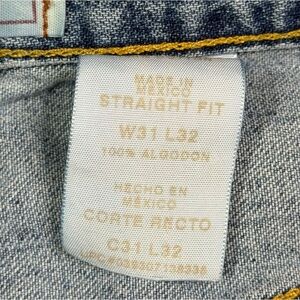 MADE IN
MEXICO
STRAIGHT FIT
W31 L32
100% ALGODON
HECHO EN
MÉXICO
CORTE RECTO
C31 L32